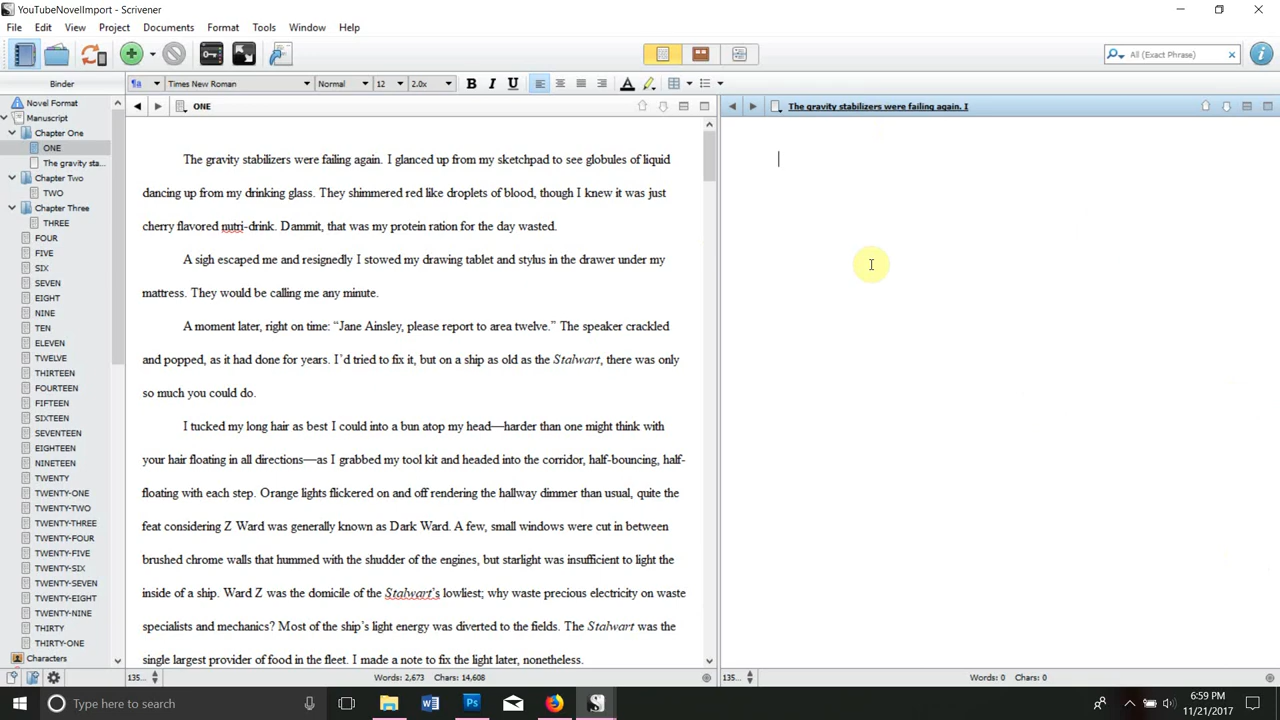 YouTubeNovelImport - Scrivener
File Edit View Project Documents Format Tools Window Help
All (Exact Phrase)
Binder
Times New Roman Normal 12 2.0x B I U A
ONE
The gravity stabilizers were failing again. I
Novel Format
Manuscript
Chapter One
ONE
The gravity sta...
Chapter Two
TWO
Chapter Three
THREE
FOUR
FIVE
SIX
SEVEN
EIGHT
NINE
TEN
ELEVEN
TWELVE
THIRTEEN
FOURTEEN
FIFTEEN
SIXTEEN
SEVENTEEN
EIGHTEEN
NINETEEN
TWENTY
TWENTY-ONE
TWENTY-TWO
TWENTY-THREE
TWENTY-FOUR
TWENTY-FIVE
TWENTY-SIX
TWENTY-SEVEN
TWENTY-EIGHT
TWENTY-NINE
THIRTY
THIRTY-ONE
Characters
The gravity stabilizers were failing again. I glanced up from my sketchpad to see globules of liquid
dancing up from my drinking glass. They shimmered red like droplets of blood, though I knew it was just
cherry flavored nutri-drink. Dammit, that was my protein ration for the day wasted.
A sigh escaped me and resignedly I stowed my drawing tablet and stylus in the drawer under my
mattress. They would be calling me any minute.
A moment later, right on time: “Jane Ainsley, please report to area twelve.” The speaker crackled
and popped, as it had done for years. I’d tried to fix it, but on a ship as old as the Stalwart, there was only
so much you could do.
I tucked my long hair as best I could into a bun atop my head—harder than one might think with
your hair floating in all directions—as I grabbed my tool kit and headed into the corridor, half-bouncing, half-
floating with each step. Orange lights flickered on and off rendering the hallway dimmer than usual, quite the
feat considering Z Ward was generally known as Dark Ward. A few, small windows were cut in between
brushed chrome walls that hummed with the shudder of the engines, but starlight was insufficient to light the
inside of a ship. Ward Z was the domicile of the Stalwart’s lowliest; why waste precious electricity on waste
specialists and mechanics? Most of the ship’s light energy was diverted to the fields. The Stalwart was the
single largest provider of food in the fleet. I made a note to fix the light later, nonetheless.
135... Words: 2,673 Chars: 14,608
135... Words: 0 Chars: 0
Type here to search
6:59 PM
11/21/2017